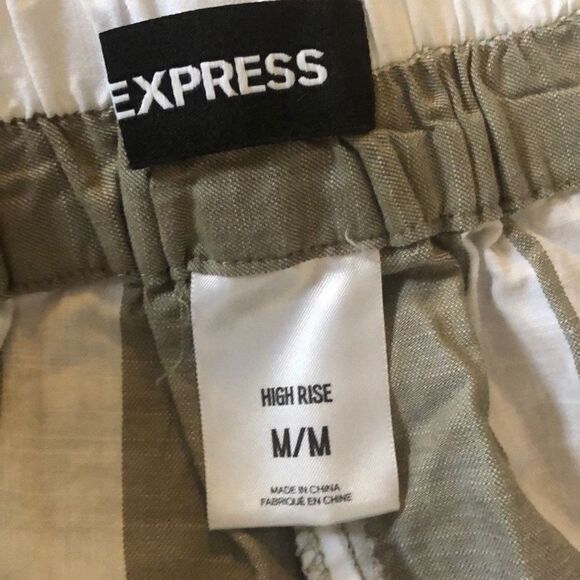 EXPRESS
HIGH RISE
M/M
MADE IN CHINA
FABRIQUÉ EN CHINE